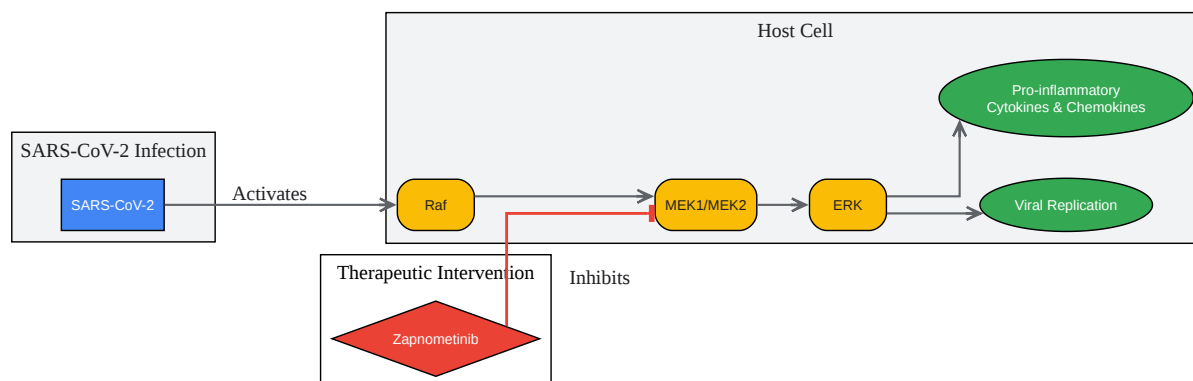 Host Cell
Pro-inflammatory
Cytokines & Chemokines
SARS-CoV-2 Infection
SARS-CoV-2
Activates
Raf
MEK1/MEK2
ERK
Viral Replication
Therapeutic Intervention
Inhibits
Zapnometinib